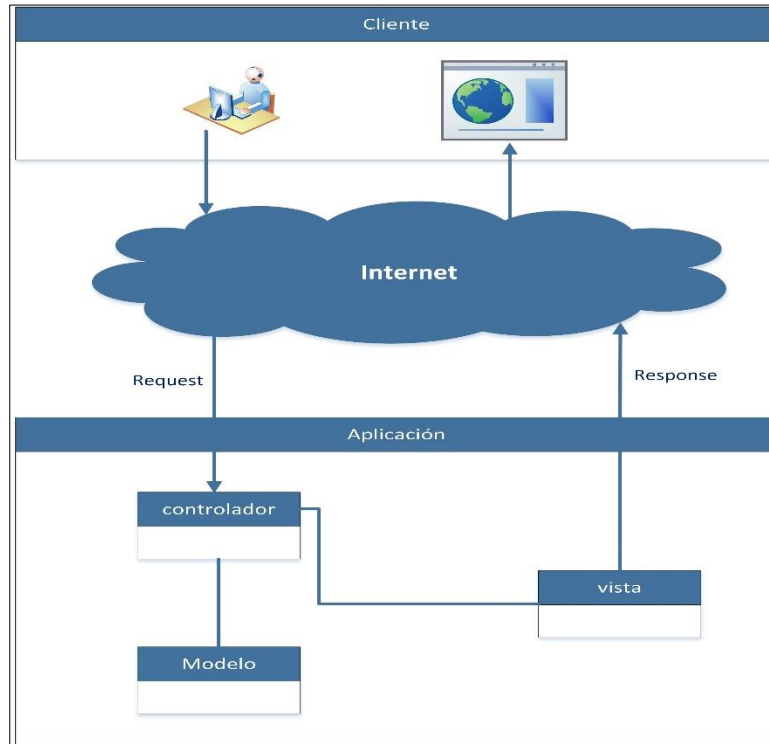 Cliente
Internet
Request
Response
Aplicación
controlador
vista
Modelo